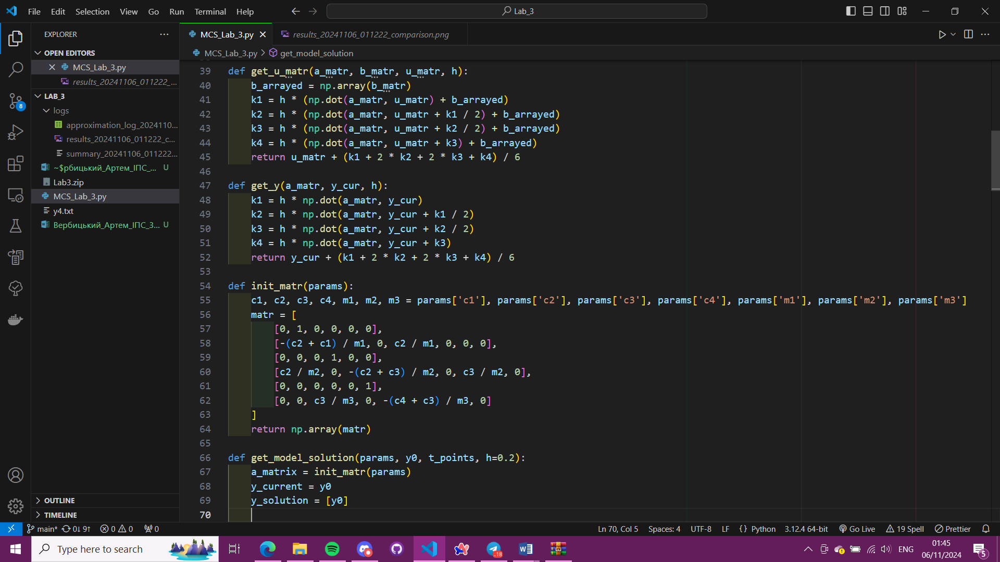 File Edit Selection View Go Run Terminal Help
Lab_3
EXPLORER
OPEN EDITORS
MCS_Lab_3.py
results_20241106_011222_...
LAB_3
logs
approximation_log_2024110...
results_20241106_011222_c...
summary_20241106_011222...
~$рбицький_Артем_ІПС_... U
Lab3.zip
MCS_Lab_3.py
y4.txt
Вербицький_Артем_ІПС_3... U
OUTLINE
TIMELINE
8
MCS_Lab_3.py
results_20241106_011222_comparison.png
MCS_Lab_3.py > get_model_solution
39 def get_u_matr(a_matr, b_matr, u_matr, h):
40 b_arrayed = np.array(b_matr)
41 k1 = h * (np.dot(a_matr, u_matr) + b_arrayed)
42 k2 = h * (np.dot(a_matr, u_matr + k1 / 2) + b_arrayed)
43 k3 = h * (np.dot(a_matr, u_matr + k2 / 2) + b_arrayed)
44 k4 = h * (np.dot(a_matr, u_matr + k3) + b_arrayed)
45 return u_matr + (k1 + 2 * k2 + 2 * k3 + k4) / 6
46
47 def get_y(a_matr, y_cur, h):
48 k1 = h * np.dot(a_matr, y_cur)
49 k2 = h * np.dot(a_matr, y_cur + k1 / 2)
50 k3 = h * np.dot(a_matr, y_cur + k2 / 2)
51 k4 = h * np.dot(a_matr, y_cur + k3)
52 return y_cur + (k1 + 2 * k2 + 2 * k3 + k4) / 6
53
54 def init_matr(params):
55 c1, c2, c3, c4, m1, m2, m3 = params['c1'], params['c2'], params['c3'], params['c4'], params['m1'], params['m2'], params['m3']
56 matr = [
57 [0, 1, 0, 0, 0, 0],
58 [-(c2 + c1) / m1, 0, c2 / m1, 0, 0, 0],
59 [0, 0, 0, 1, 0, 0],
60 [c2 / m2, 0, -(c2 + c3) / m2, 0, c3 / m2, 0],
61 [0, 0, 0, 0, 0, 1],
62 [0, 0, c3 / m3, 0, -(c4 + c3) / m3, 0]
63 ]
64 return np.array(matr)
65
66 def get_model_solution(params, y0, t_points, h=0.2):
67 a_matrix = init_matr(params)
68 y_current = y0
69 y_solution = [y0]
70
main* 0↓ 9↑ 0 0 0
Ln 70, Col 5 Spaces: 4 UTF-8 LF {} Python 3.12.4 64-bit Go Live 19 Spell Prettier
Type here to search
..18
ENG
01:45
06/11/2024
5